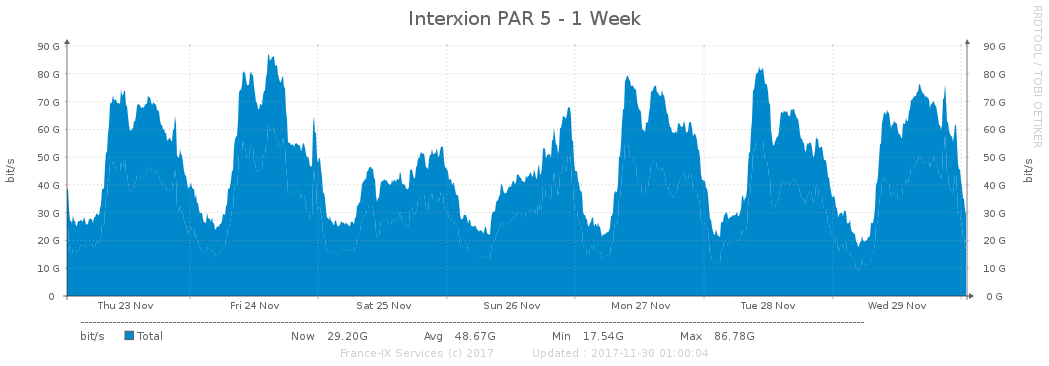 Interxion PAR 5 - 1 Week
RRDTOOL / TOBI OETIKER
bit/s
90 G 90 G
80 G 80 G
70 G 70 G
60 G 60 G
50 G 50 G
40 G 40 G
30 G 30 G
20 G 20 G
10 G 10 G
0 0 G
bit/s
Thu 23 Nov Fri 24 Nov Sat 25 Nov Sun 26 Nov Mon 27 Nov Tue 28 Nov Wed 29 Nov
bit/s Total Now 29.20G Avg 48.67G Min 17.54G Max 86.78G
France-IX Services (c) 2017 Updated : 2017-11-30 01:00:04